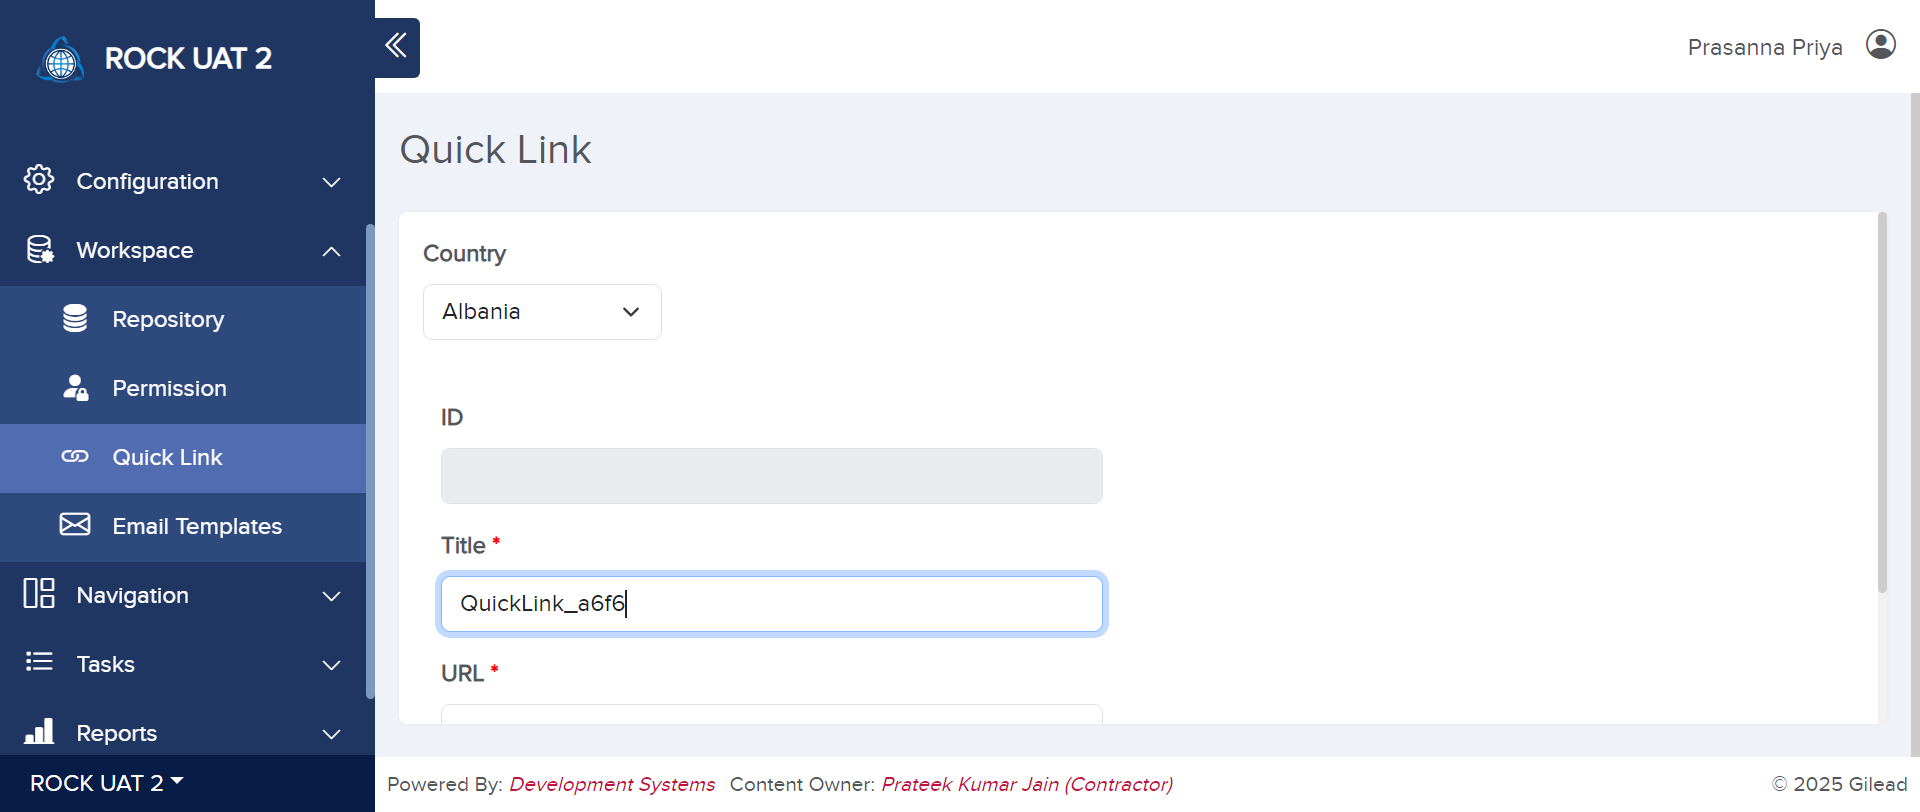 ROCK UAT 2
Prasanna Priya
Configuration
Workspace
Repository
Permission
Quick Link
Email Templates
Navigation
Tasks
Reports
ROCK UAT 2
Quick Link
Country
Albania
ID
Title *
QuickLink_a6f6
URL *
Powered By: Development Systems Content Owner: Prateek Kumar Jain (Contractor)
© 2025 Gilead